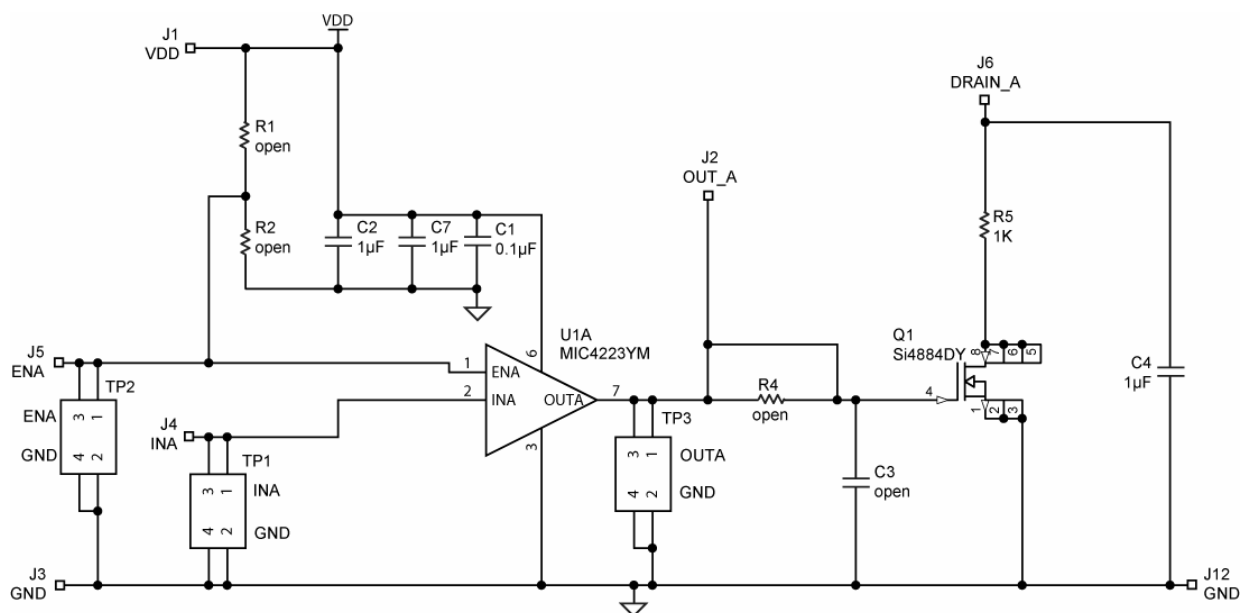 VDD
J1
VDD
R1
open
R2
open
C2
1µF
C7
1µF
C1
0.1µF
J6
DRAIN_A
J2
OUT_A
R5
1K
J5
ENA
TP2
ENA
GND
3 1
4 2
U1A
MIC4223YM
1
ENA
2
INA
OUTA
6
3
7
J4
INA
TP1
INA
GND
3 1
4 2
TP3
OUTA
GND
3 1
4 2
R4
open
C3
open
Q1
Si4884DY
8 7 6 5
4
1 2 3
C4
1µF
J3
GND
J12
GND